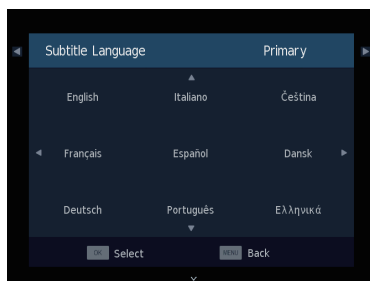 Subtitle Language Primary
English Italiano Čeština
Français Español Dansk
Deutsch Português Ελληνικά
OK Select MENU Back